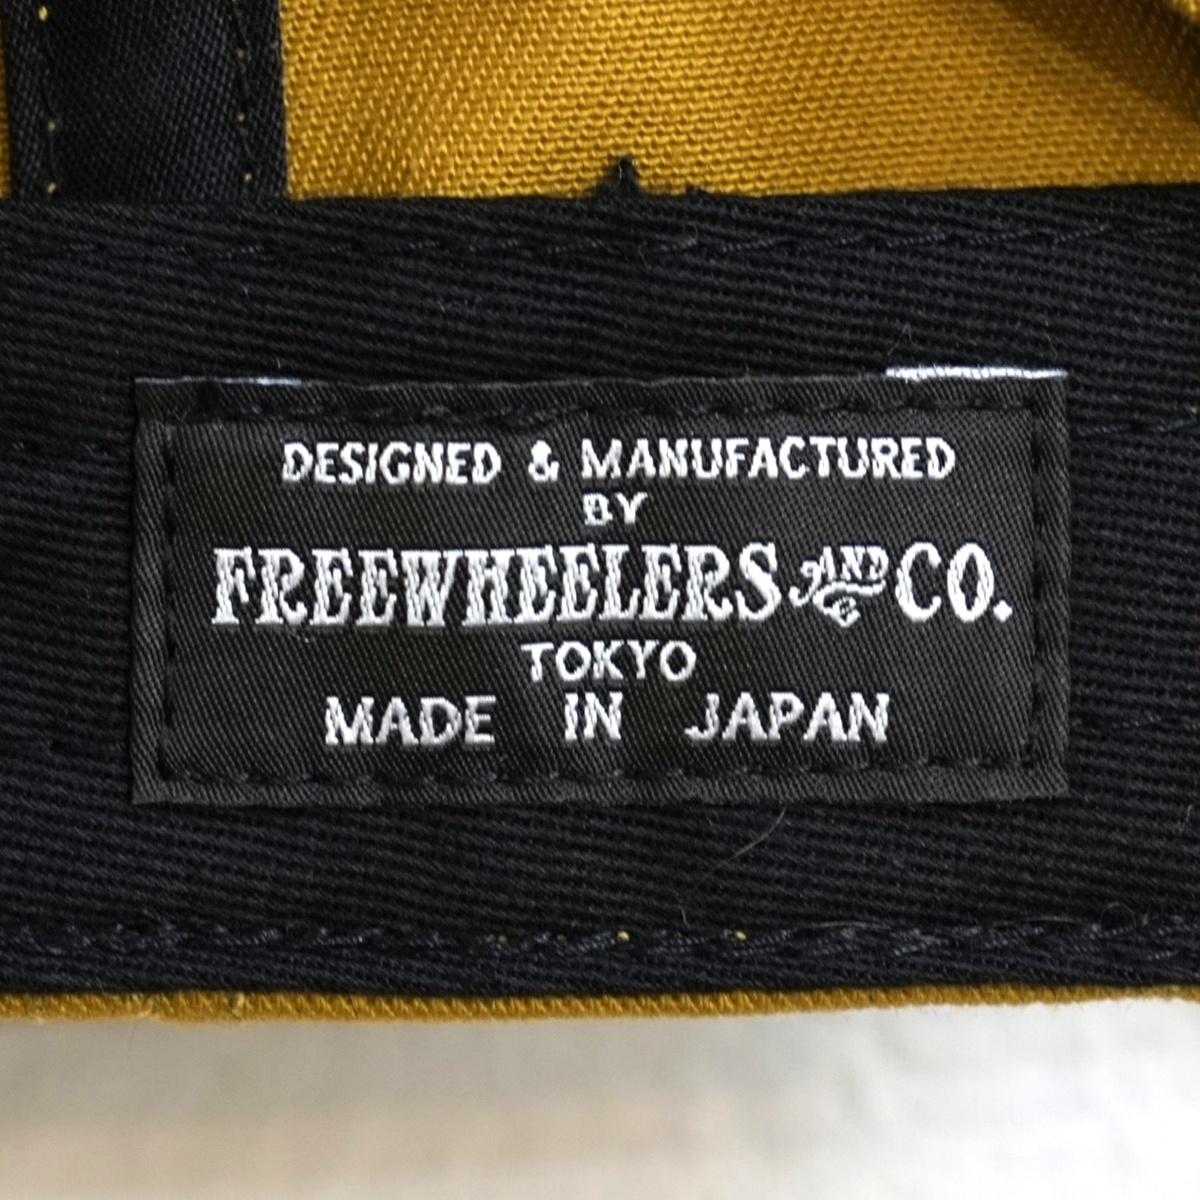 DESIGNED & MANUFACTURED
BY
FREEWHEELERS AND CO.
TOKYO
MADE IN JAPAN